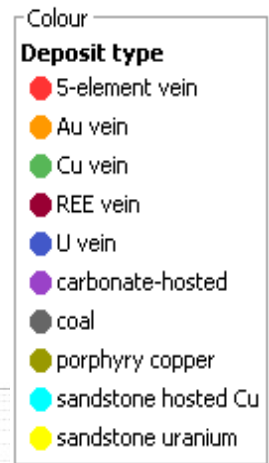 Colour
Deposit type
5-element vein
Au vein
Cu vein
REE vein
U vein
carbonate-hosted
coal
porphyry copper
sandstone hosted Cu
sandstone uranium